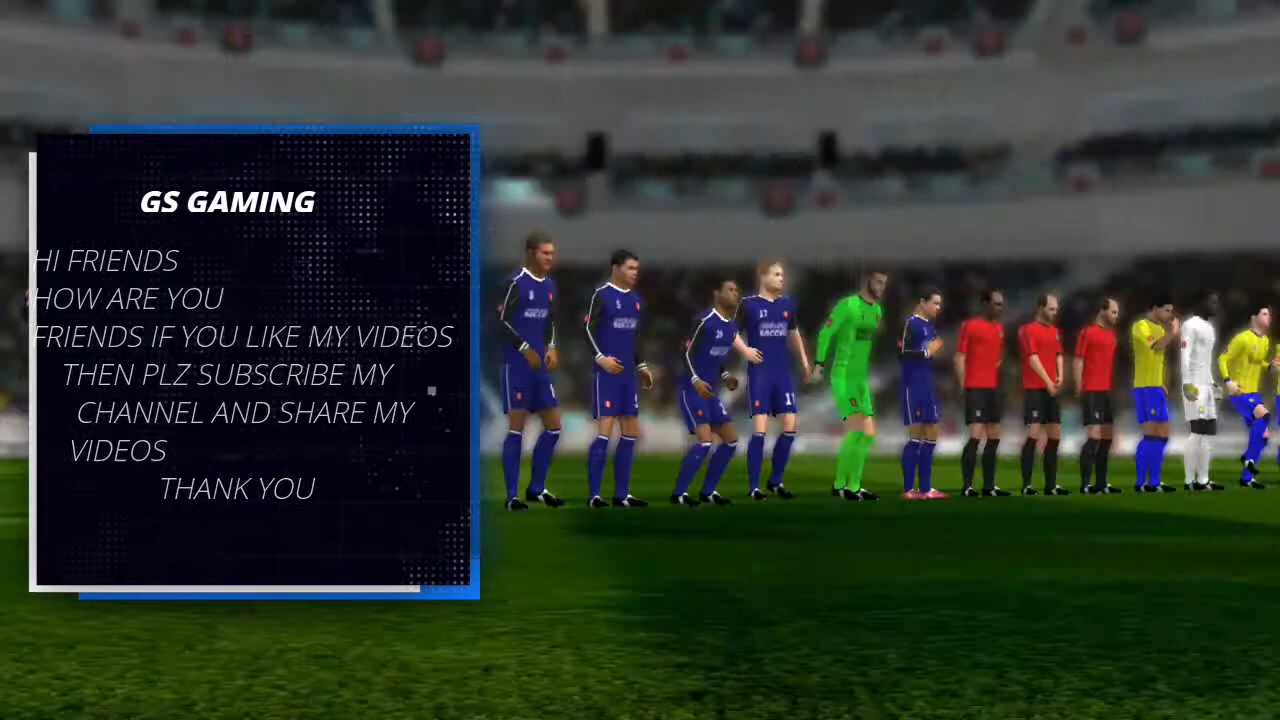 GS GAMING
HI FRIENDS
HOW ARE YOU
FRIENDS IF YOU LIKE MY VIDEOS
THEN PLZ SUBSCRIBE MY
CHANNEL AND SHARE MY
VIDEOS
THANK YOU